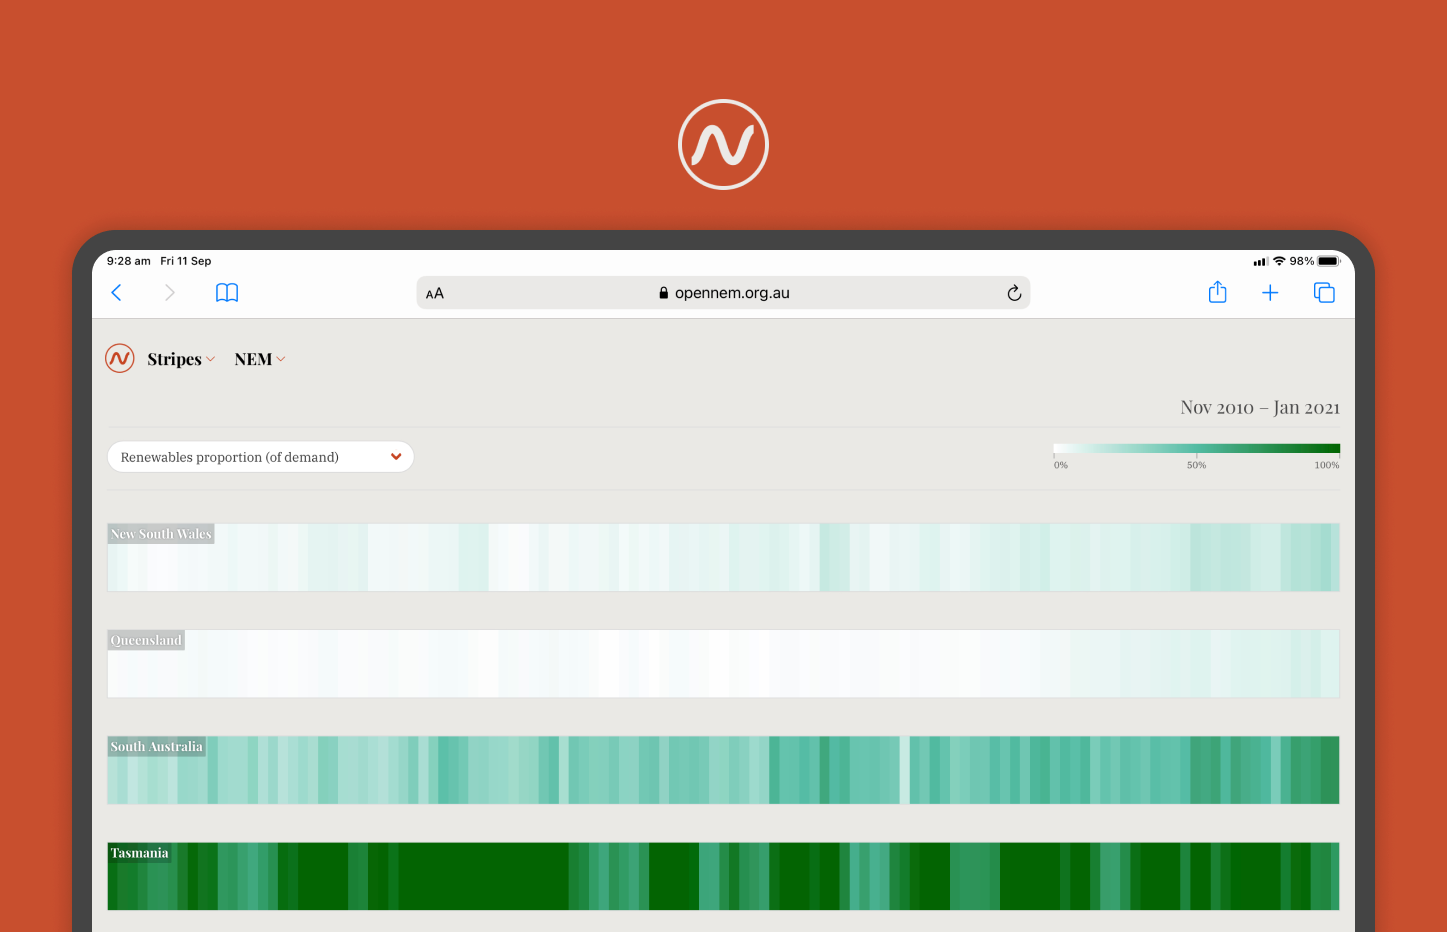 9:28 am Fri 11 Sep
98%
AA
opennem.org.au
Stripes NEM
Nov 2010 – Jan 2021
Renewables proportion (of demand)
0% 50% 100%
New South Wales
Queensland
South Australia
Tasmania